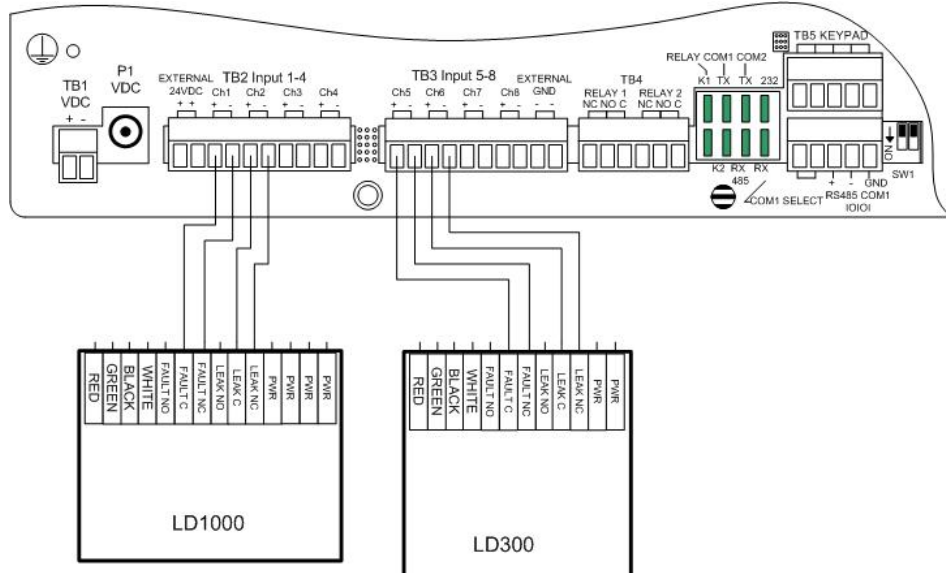 TB1
VDC
+ -
P1
VDC
EXTERNAL
24VDC
+ +
TB2 Input 1-4
Ch1 Ch2 Ch3 Ch4
+ - + - + - + -
TB3 Input 5-8
Ch5 Ch6 Ch7 Ch8
+ - + - + - + -
EXTERNAL
GND
- -
TB4
RELAY 1 RELAY 2
NC NO C NC NO C
RELAY COM1 COM2
K1 TX TX 232
K2 RX RX
485
COM1 SELECT
TB5 KEYPAD
+ - GND
RS485 COM1
IOIOI
NO
SW1
RED
GREEN
BLACK
WHITE
FAULT NO
FAULT C
FAULT NC
LEAK NO
LEAK C
LEAK NC
PWR
PWR
PWR
PWR
LD1000
RED
GREEN
BLACK
WHITE
FAULT NO
FAULT C
FAULT NC
LEAK NO
LEAK C
LEAK NC
PWR
PWR
LD300